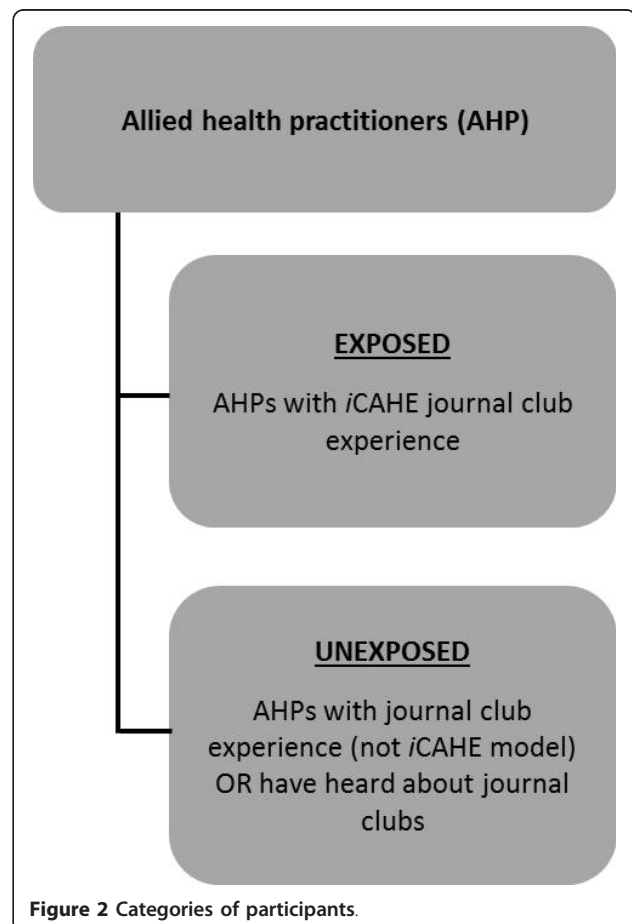 Allied health practitioners (AHP)
EXPOSED
AHPs with iCAHE journal club
experience
UNEXPOSED
AHPs with journal club
experience (not iCAHE model)
OR have heard about journal
clubs
Figure 2 Categories of participants.